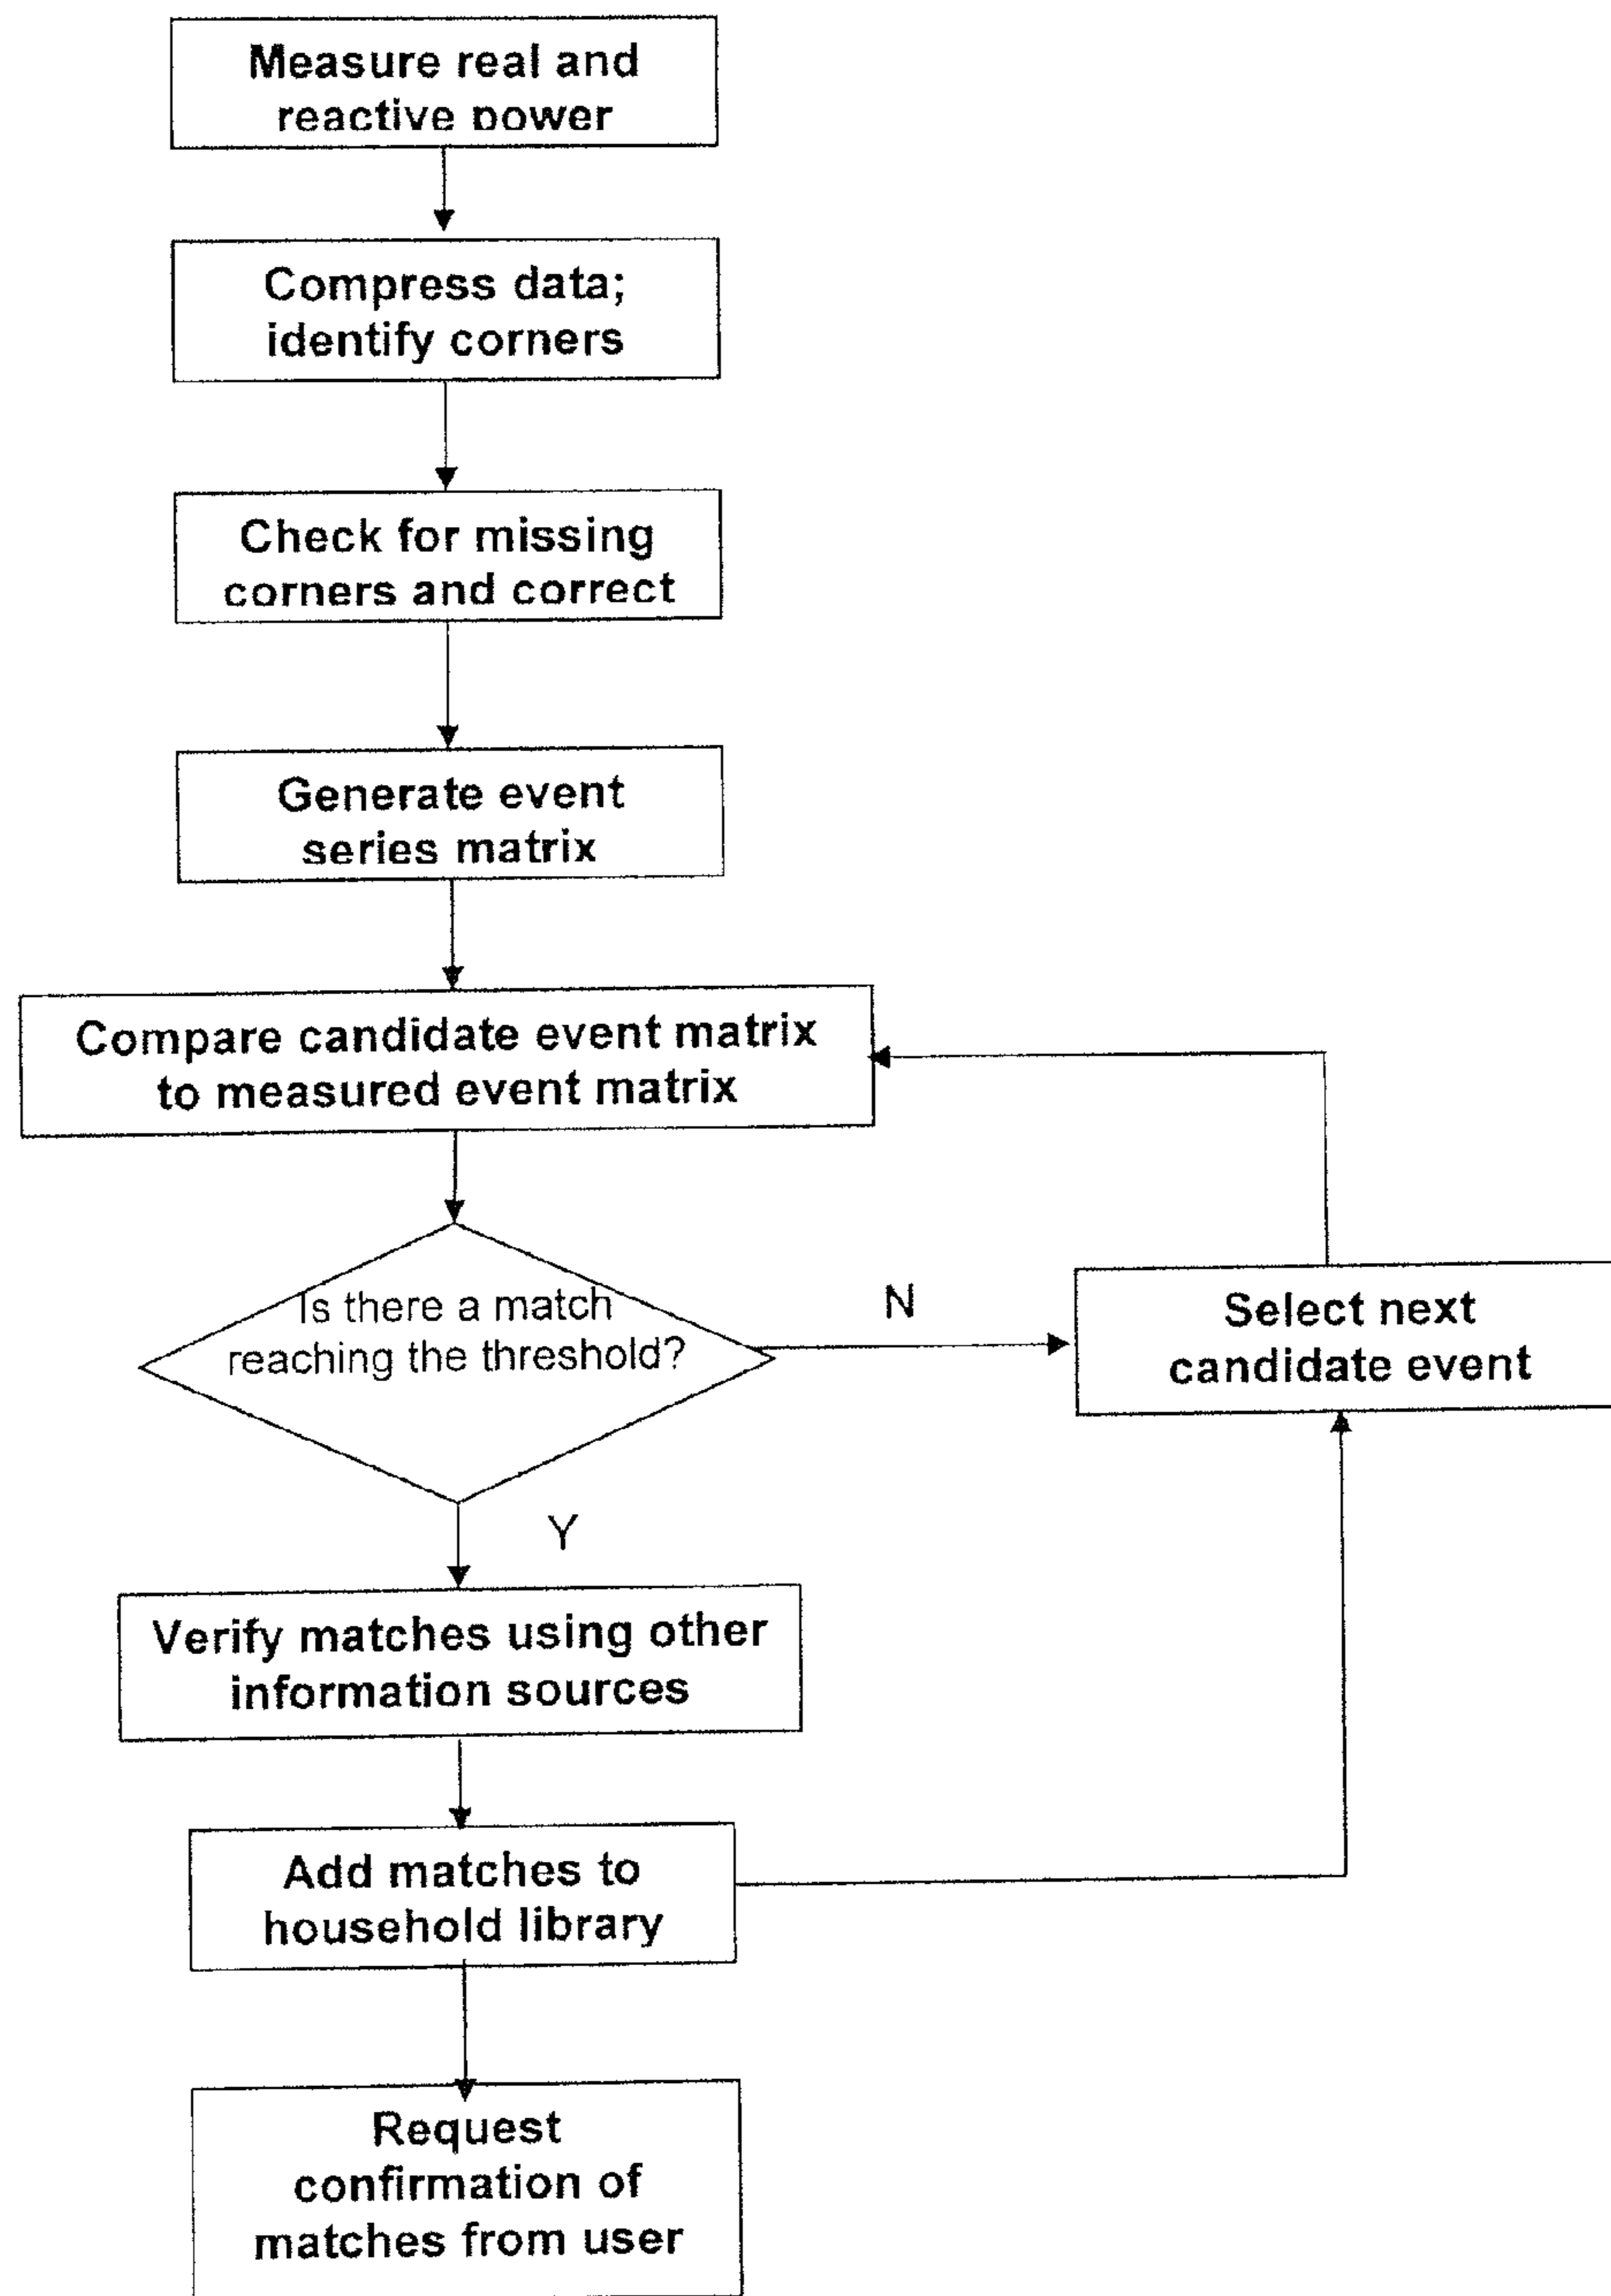 Measure real and
reactive power
Compress data;
identify corners
Check for missing
corners and correct
Generate event
series matrix
Compare candidate event matrix
to measured event matrix
Is there a match
reaching the threshold?
N
Select next
candidate event
Y
Verify matches using other
information sources
Add matches to
household library
Request
confirmation of
matches from user